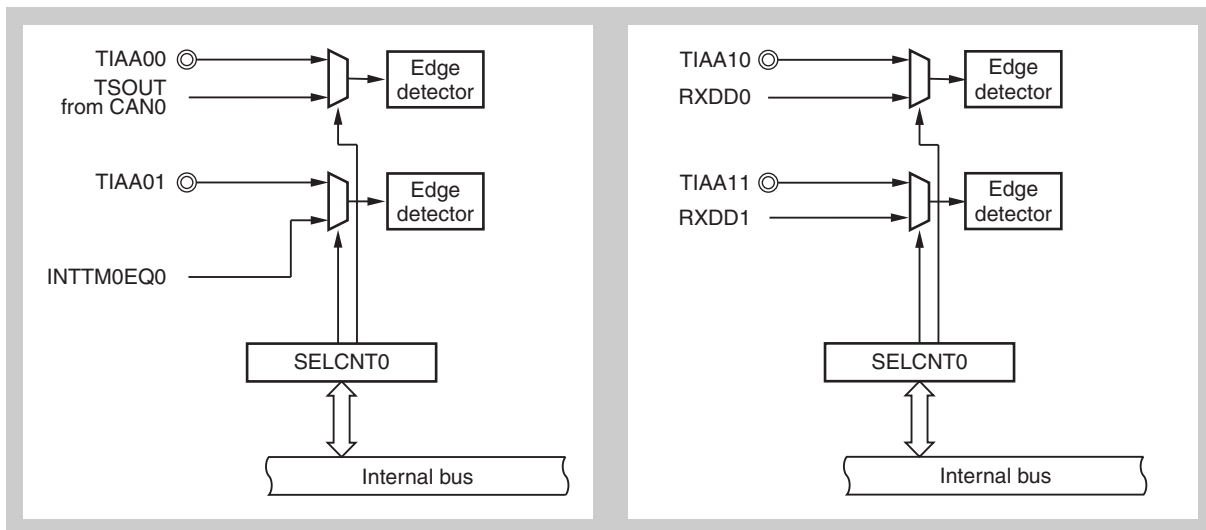 TIAA00
TSOUT
from CAN0
Edge
detector
TIAA01
Edge
detector
INTTM0EQ0
SELCNT0
Internal bus
TIAA10
RXDD0
Edge
detector
TIAA11
RXDD1
Edge
detector
SELCNT0
Internal bus